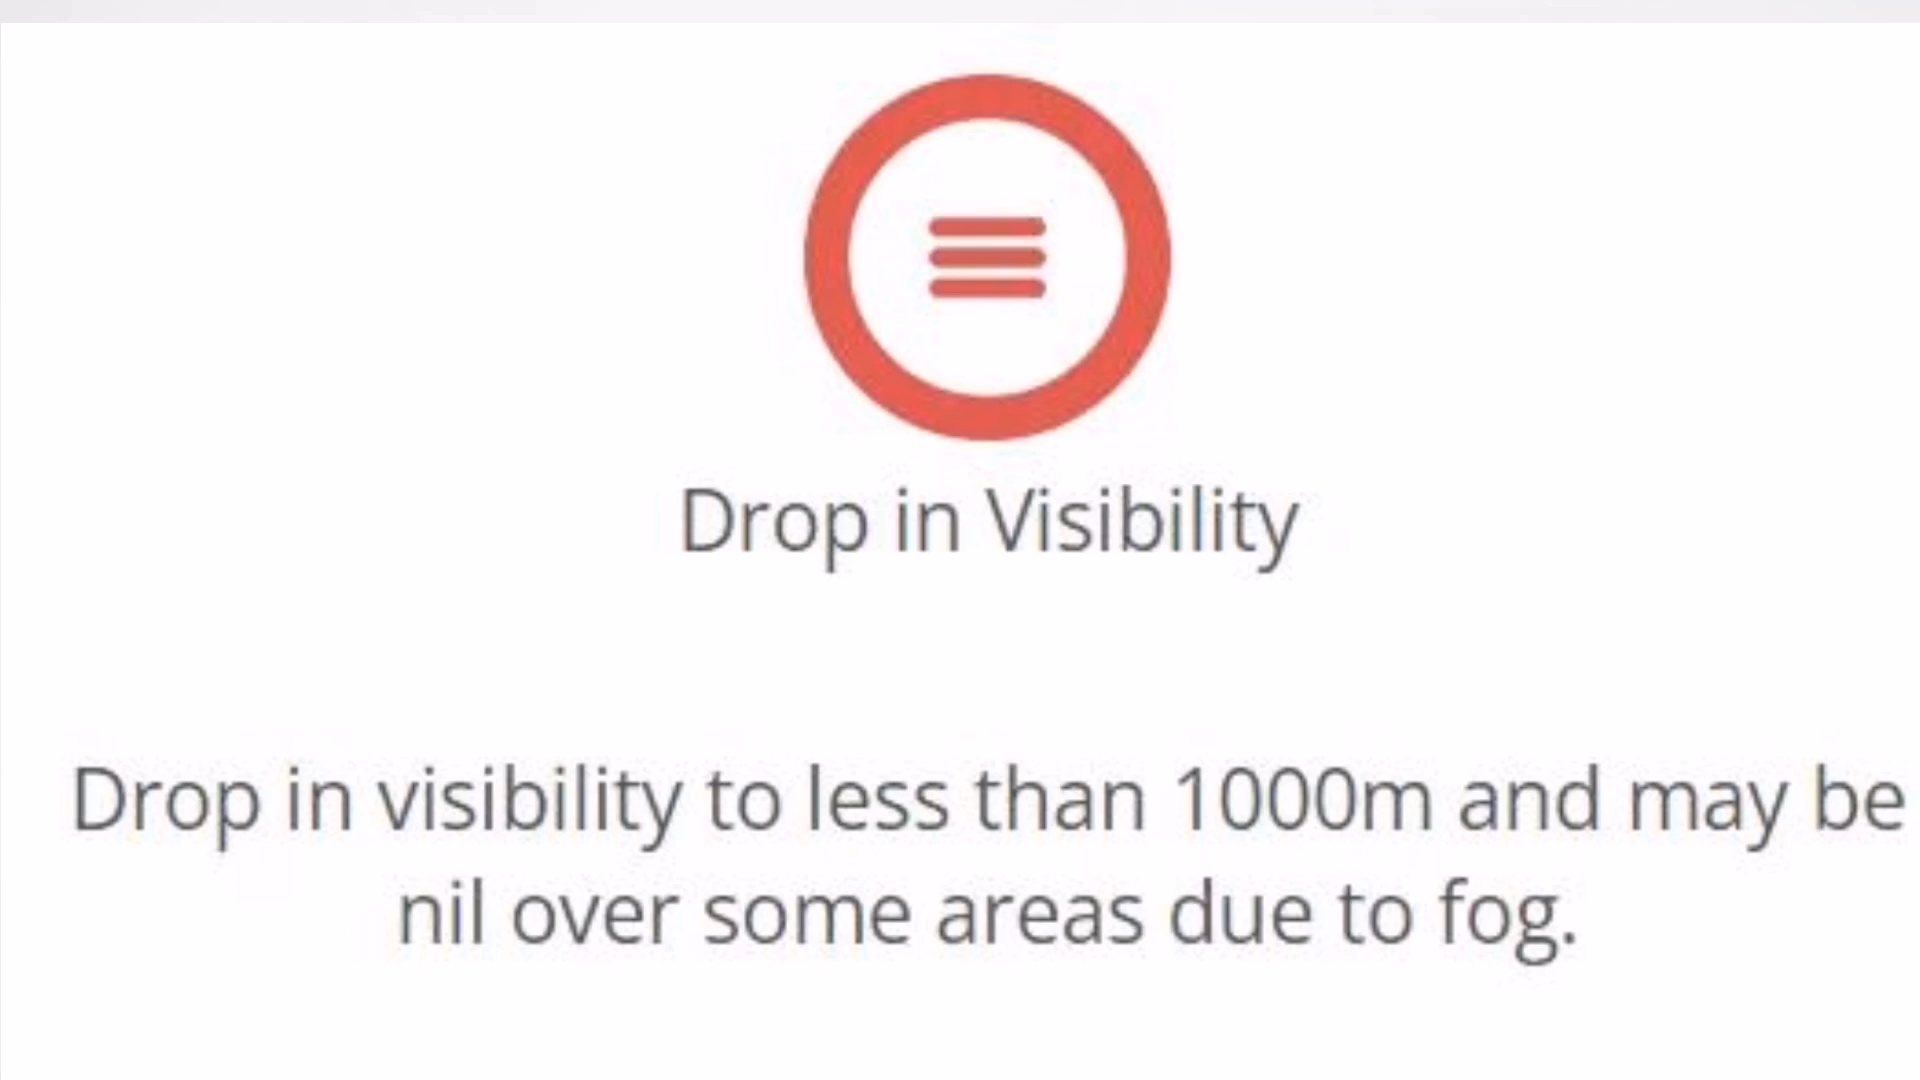 Drop in Visibility
Drop in visibility to less than 1000m and may be
nil over some areas due to fog.